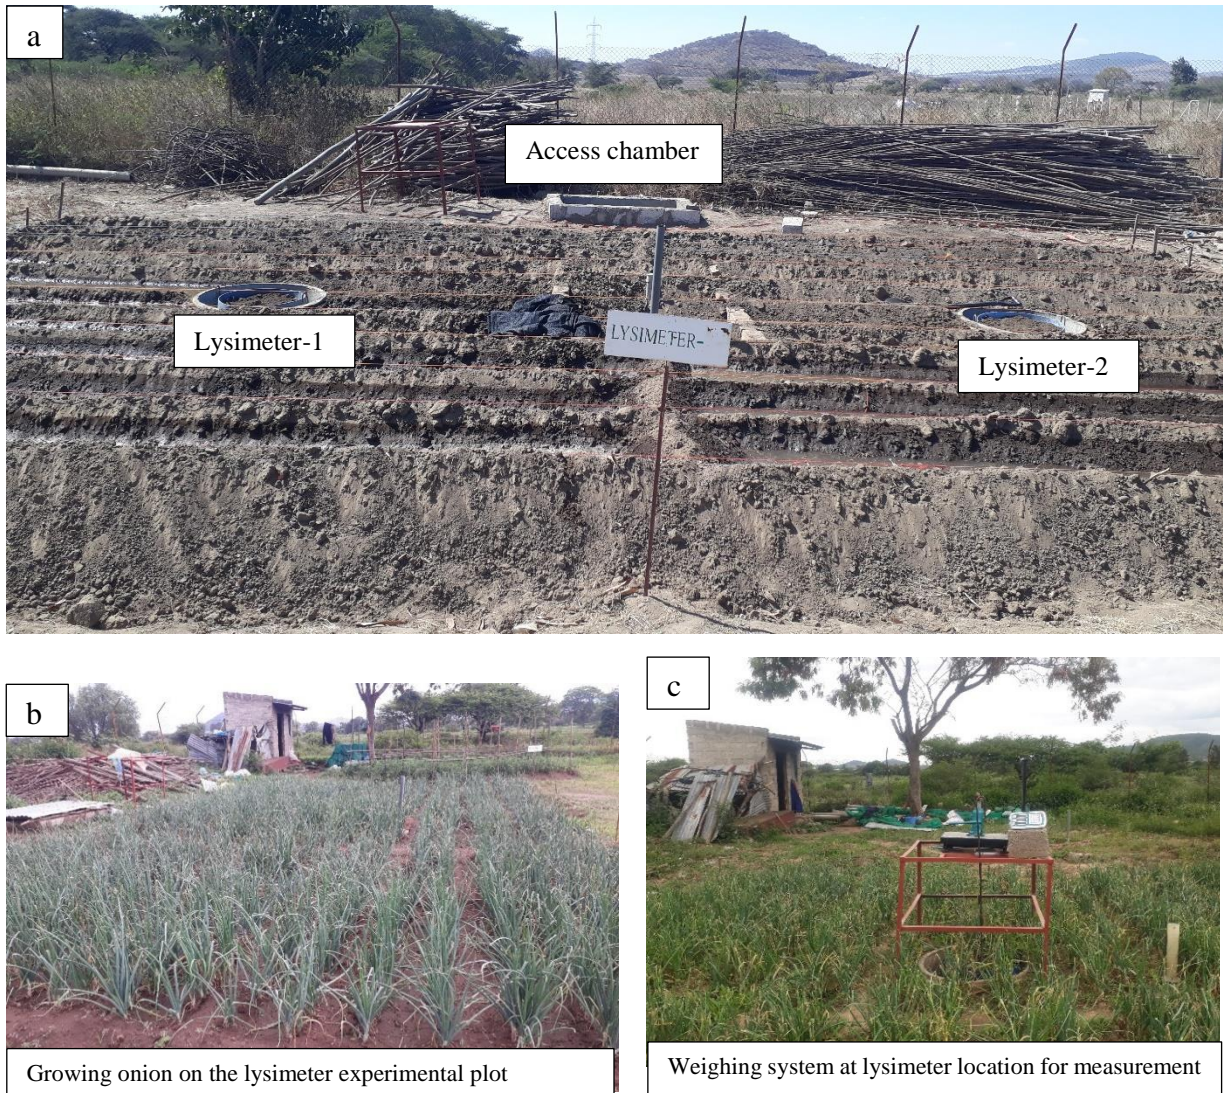 a
Access chamber
Lysimeter-1
LYSIMETER-
Lysimeter-2
b
c
Growing onion on the lysimeter experimental plot
Weighing system at lysimeter location for measurement